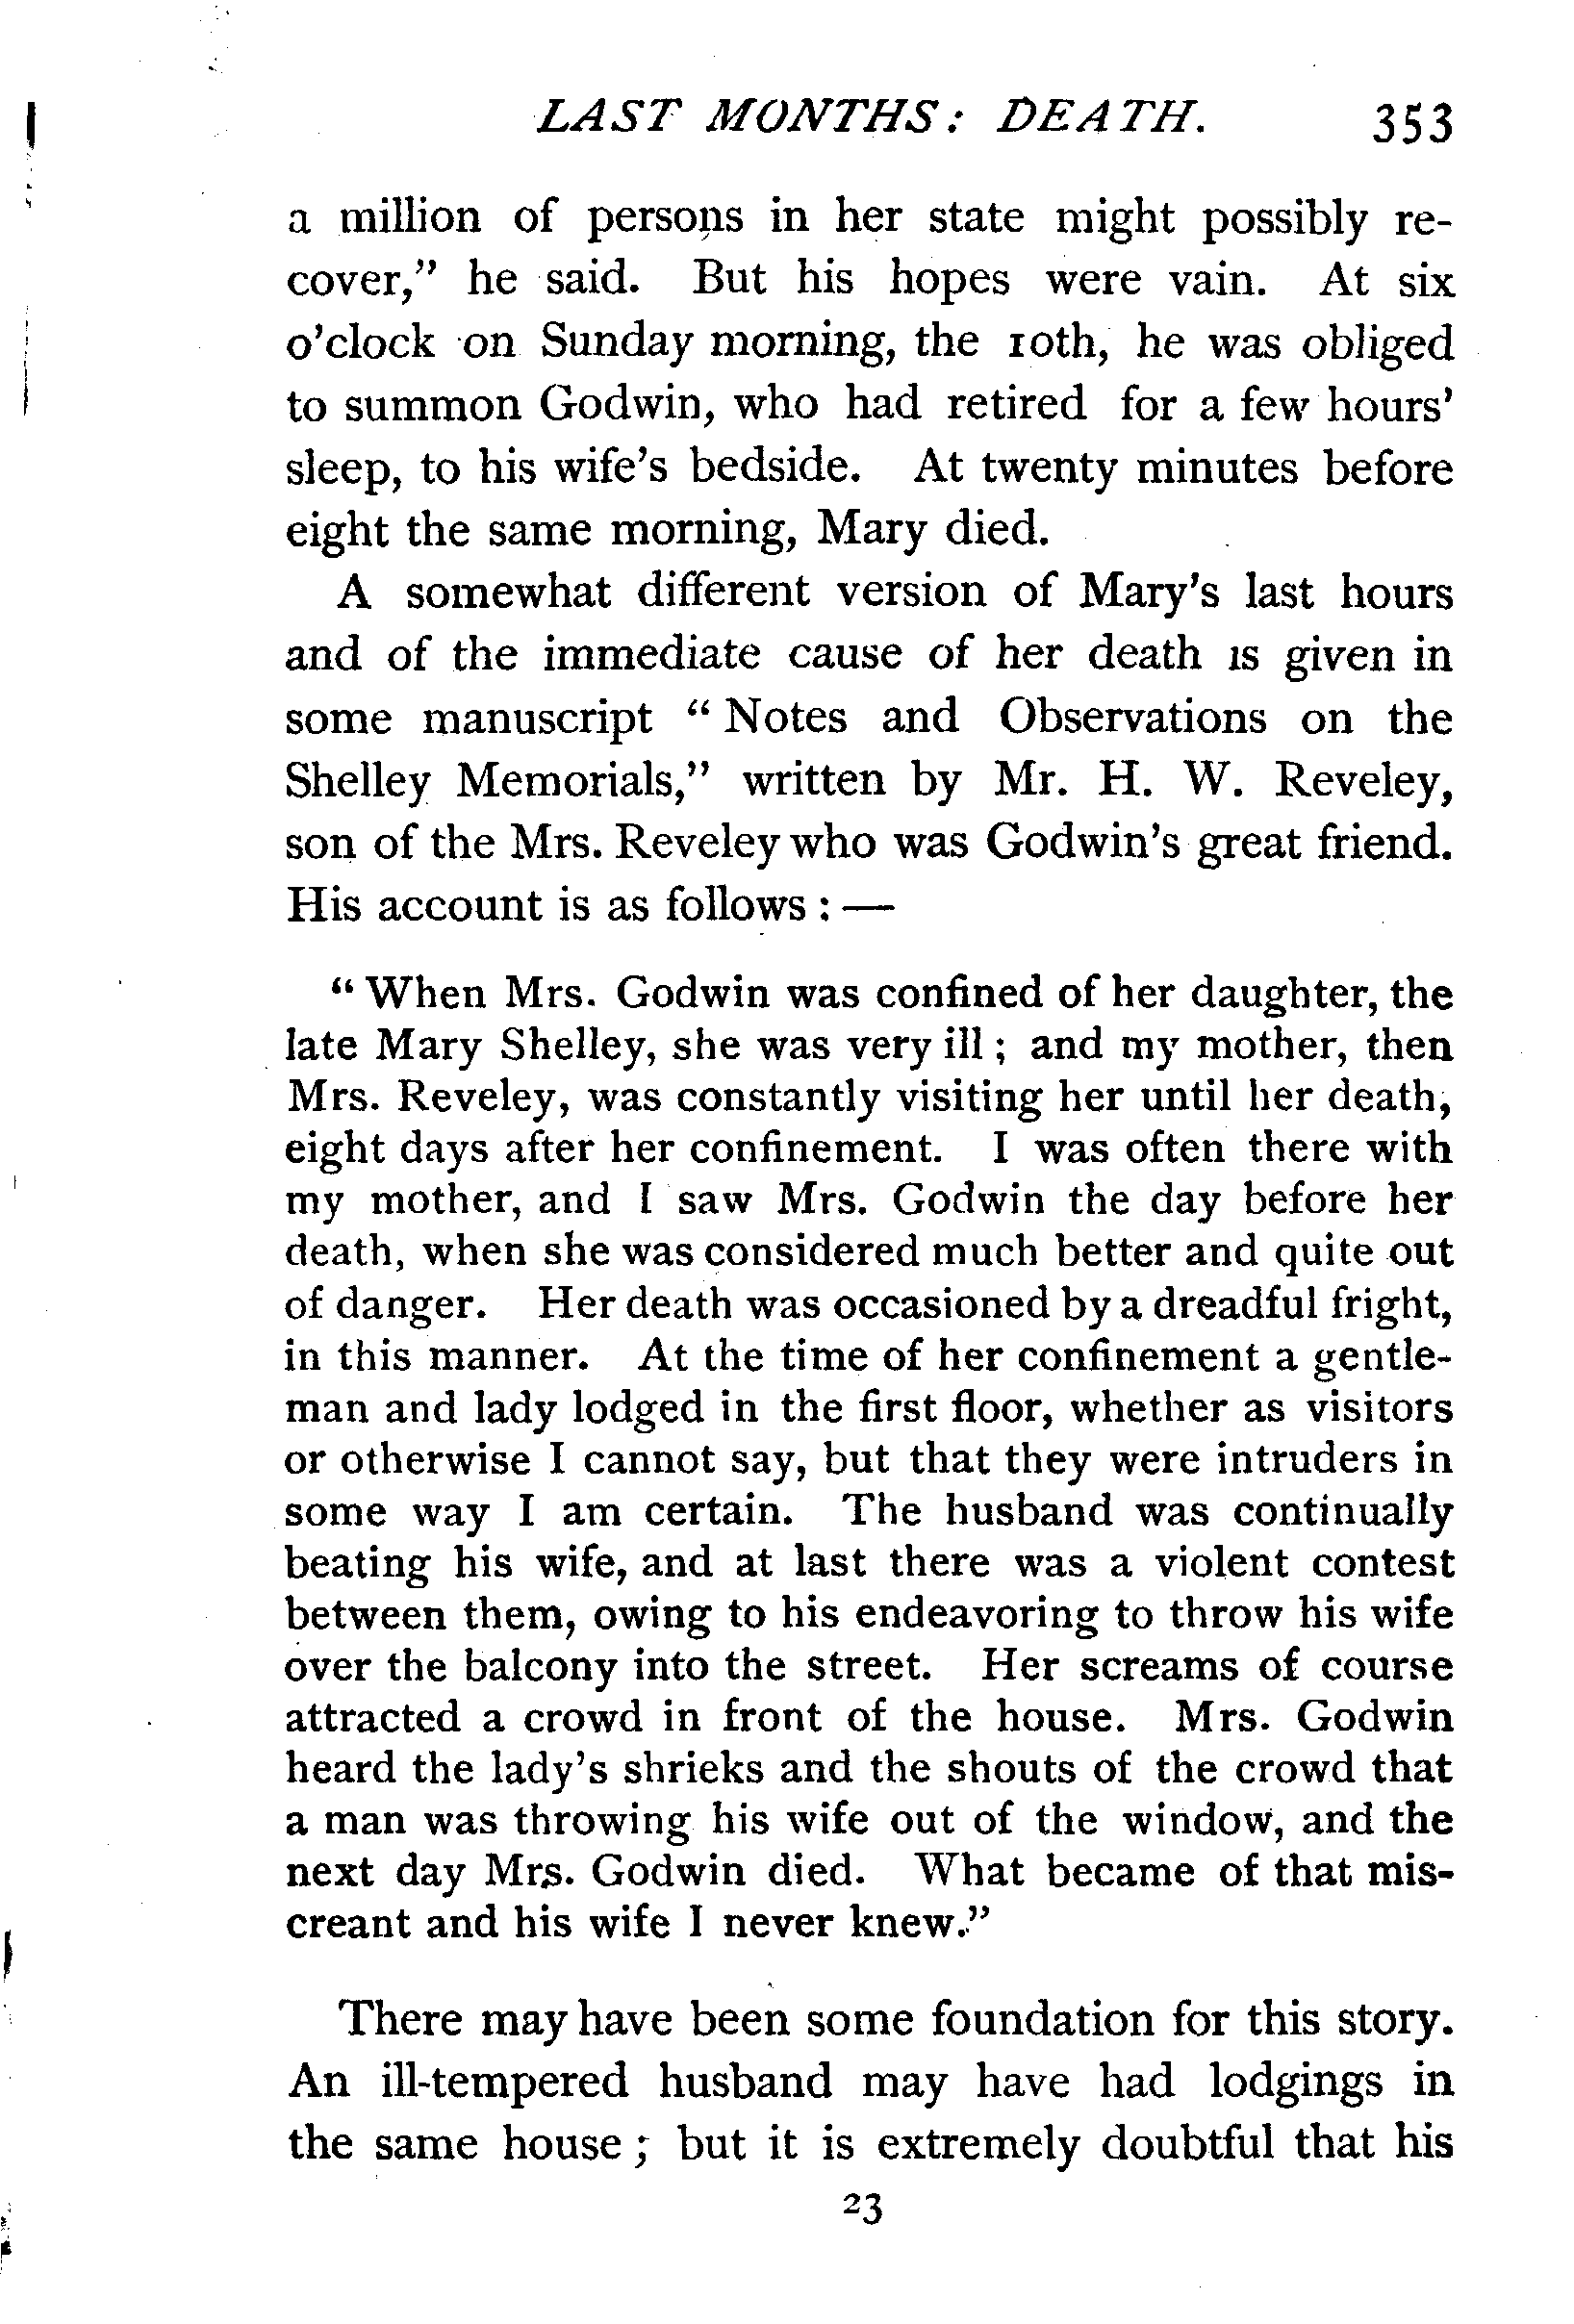 LAST MONTHS: DEATH. 353
a million of persons in her state might possibly re-
cover," he said. But his hopes were vain. At six
o'clock on Sunday morning, the 10th, he was obliged
to summon Godwin, who had retired for a few hours'
sleep, to his wife's bedside. At twenty minutes before
eight the same morning, Mary died.
A somewhat different version of Mary's last hours
and of the immediate cause of her death is given in
some manuscript "Notes and Observations on the
Shelley Memorials," written by Mr. H. W. Reveley,
son of the Mrs. Reveley who was Godwin's great friend.
His account is as follows: —
"When Mrs. Godwin was confined of her daughter, the
late Mary Shelley, she was very ill; and my mother, then
Mrs. Reveley, was constantly visiting her until her death,
eight days after her confinement. I was often there with
my mother, and I saw Mrs. Godwin the day before her
death, when she was considered much better and quite out
of danger. Her death was occasioned by a dreadful fright,
in this manner. At the time of her confinement a gentle-
man and lady lodged in the first floor, whether as visitors
or otherwise I cannot say, but that they were intruders in
some way I am certain. The husband was continually
beating his wife, and at last there was a violent contest
between them, owing to his endeavoring to throw his wife
over the balcony into the street. Her screams of course
attracted a crowd in front of the house. Mrs. Godwin
heard the lady's shrieks and the shouts of the crowd that
a man was throwing his wife out of the window, and the
next day Mrs. Godwin died. What became of that mis-
creant and his wife I never knew."
There may have been some foundation for this story.
An ill-tempered husband may have had lodgings in
the same house; but it is extremely doubtful that his
23